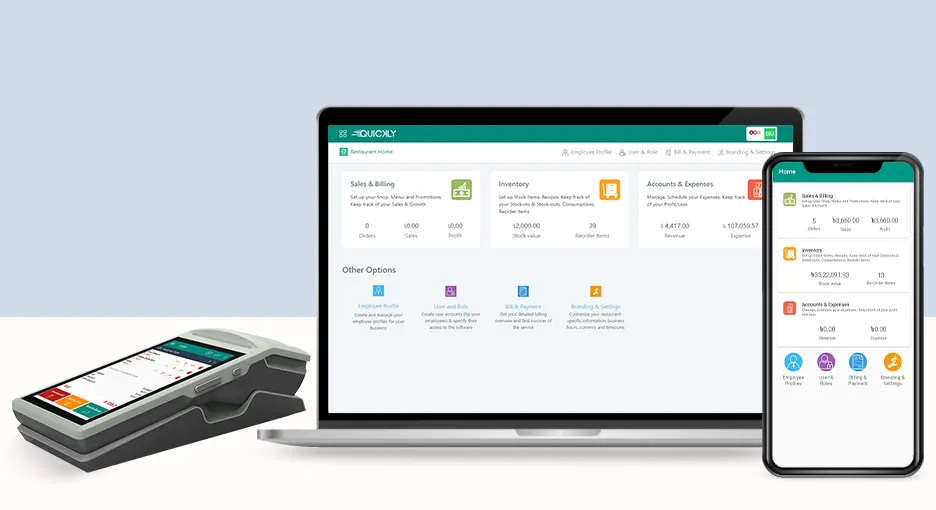 QUICKLY
BM
Restaurant Home
Employee Profile
User & Role
Bill & Payment
Branding & Settings
Sales & Billing
Set up your Shop, Menu, and Promotions.
Keep track of your Sales & Growth
0
৳0.00
৳0.00
Orders
Sales
Profit
Inventory
Set up Stock Items, Recipes. Keep track of
your Stock-ins & Stock-outs, Consumptions,
Reorder Items
৳2,000.00
39
Stock value
Reorder Items
Accounts & Expenses
Manage, Schedule your Expenses, Keep track
of your Profit/Loss
৳ 4,417.00
৳ 107,059.57
Revenue
Expense
Other Options
Employee Profile
Create and manage your
employee profiles for your
business
User and Role
Create user accounts (for your
employees) & specify their
access to the software
Bill & Payment
Get your detailed billing
overview and find invoices of
the service
Branding & Settings
Customize your restaurant
specific information, business
hours, currency and timezones
Home
Sales & Billing
Set up your Shop, Menu, and Promotions. Keep track of your
Sales & Growth
5
৳3,660.00
৳3,660.00
Orders
Sales
Profit
Inventory
Set up Stock Items, Recipes. Keep track of your Stock-ins &
Stock-outs, Consumptions, Reorder Items
৳35,22,891.93
13
Stock Value
Re-Order Items
Accounts & Expenses
Manage, schedule your expenses, Keep track of your profit
and loss
৳0.00
৳0.00
Revenue
Expense
Employee
Profiles
User &
Roles
Billing &
Payment
Branding &
Settings